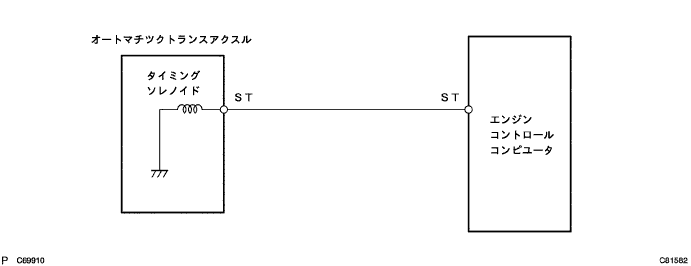 オートマチツクトランスアクスル
タイミング
ソレノイド
ST
ST
エンジン
コントロール
コンピユータ
P C69910
C81582